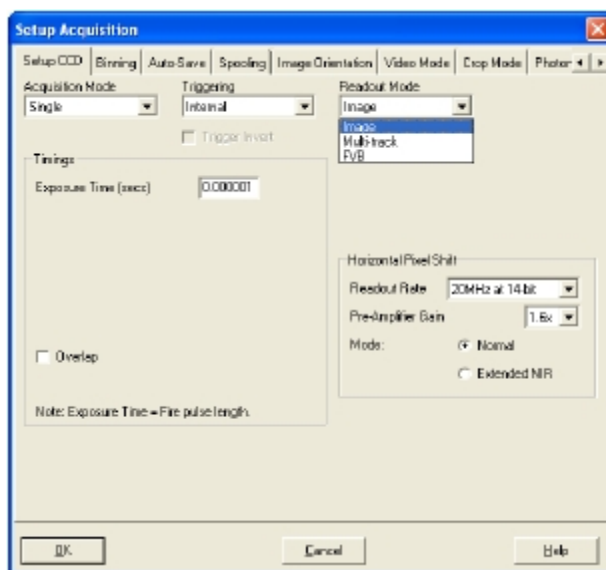 Setup Acquisition
Setup CCD Binning Auto-Save Spooling Image Orientation Video Mode Crop Mode Photon
Acquisition Mode Triggering Readout Mode
Single Internal Image
Trigger Invert
Image
Multi-track
FVB
Timings
Exposure Time (secs) 0.000001
Horizontal Pixel Shift
Readout Rate 20MHz at 14-bit
Pre-Amplifier Gain 1.6x
Mode: Normal
Overlap
Extended NIR
Note: Exposure Time = Fire pulse length.
OK Cancel Help